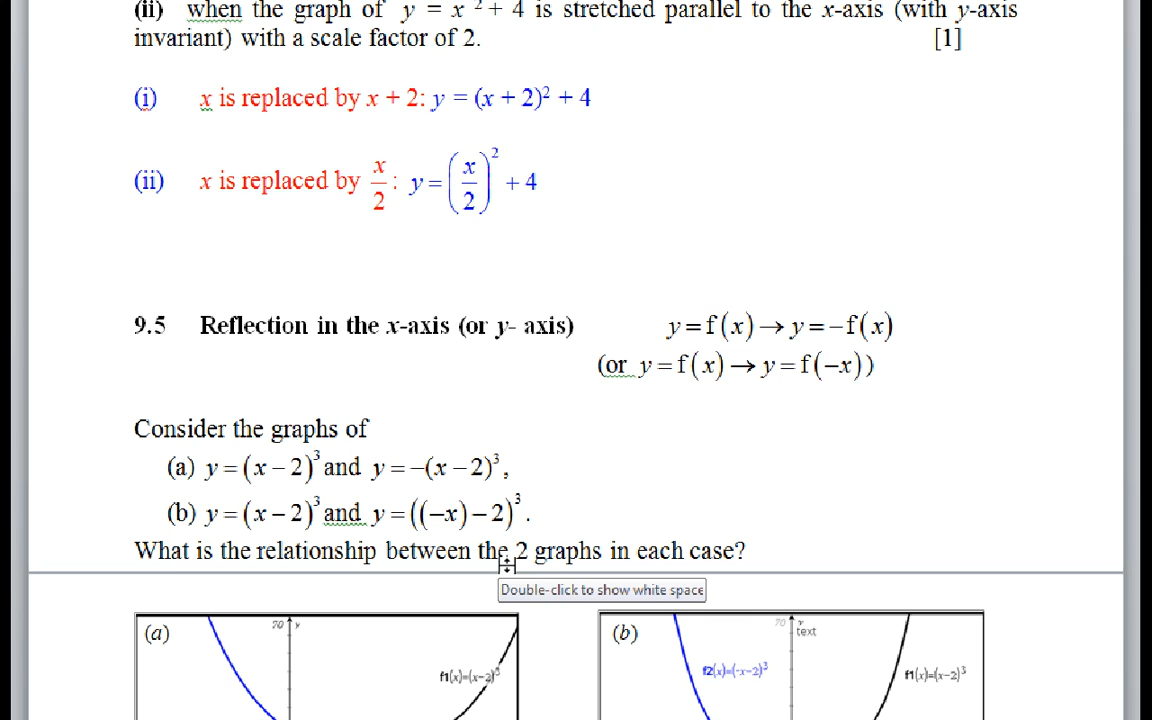 (ii) when the graph of y = x ² + 4 is stretched parallel to the x-axis (with y-axis
invariant) with a scale factor of 2. [1]
(i) x is replaced by x + 2: y = (x + 2)² + 4
(ii) x is replaced by x/2 : y = (x/2)² + 4
9.5 Reflection in the x-axis (or y- axis) y = f(x) → y = −f(x)
(or y = f(x) → y = f(−x))
Consider the graphs of
(a) y = (x − 2)³ and y = −(x − 2)³,
(b) y = (x − 2)³ and y = ((−x) − 2)³.
What is the relationship between the 2 graphs in each case?
Double-click to show white space
(a) 70 y
f1(x)=(x−2)³
(b) 70 y
text
f2(x)=(-x−2)³
f1(x)=(x−2)³